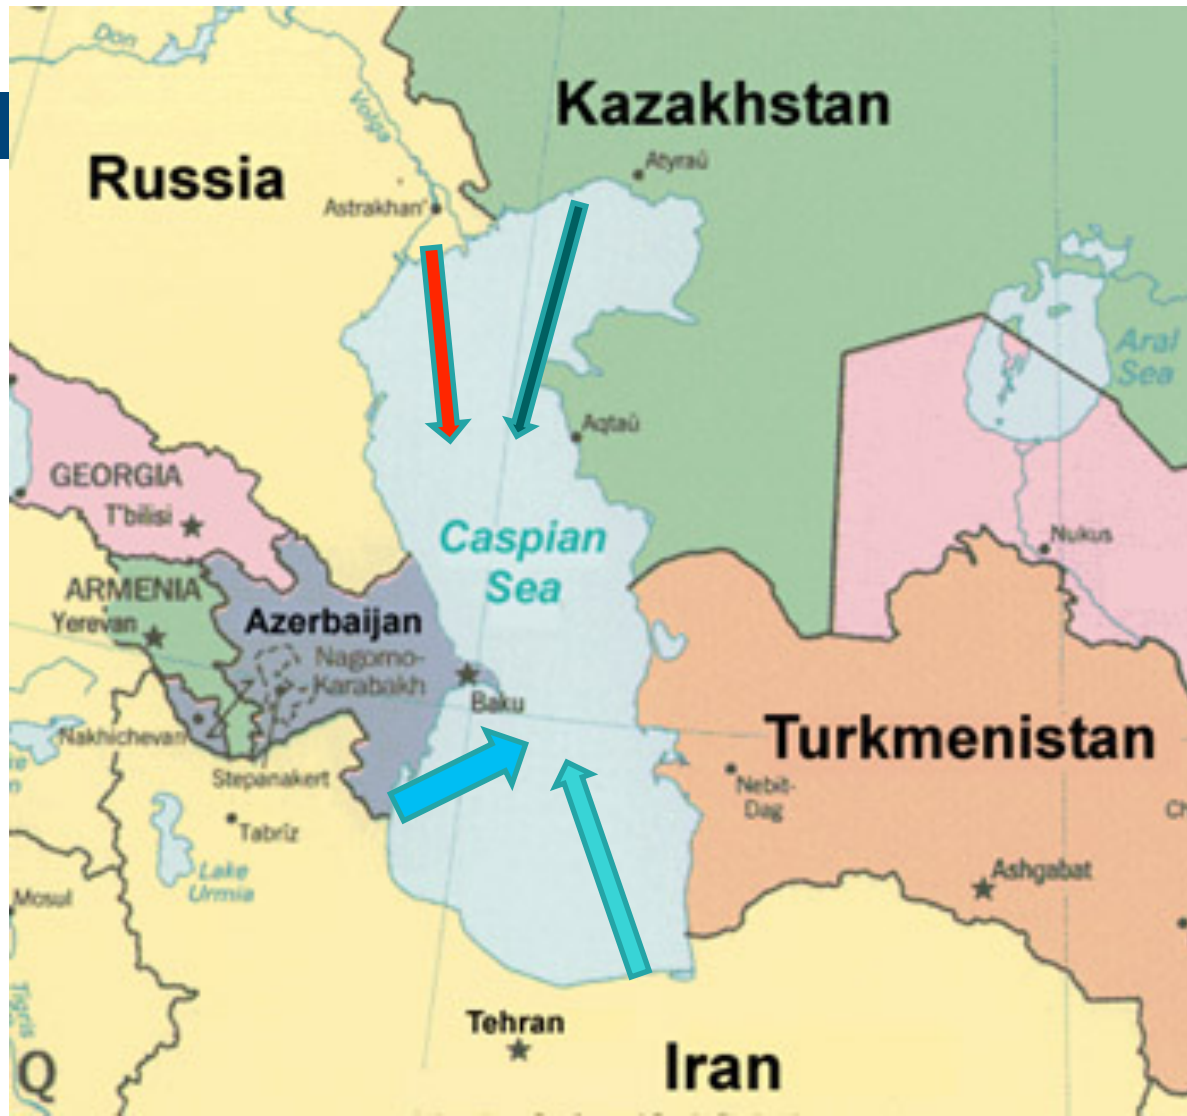 Don
Volga
Kazakhstan
Russia
Atyraū
Astrakhan'
Aral
Sea
Aqtaū
GEORGIA
T'bilisi
Caspian
Sea
Nukus
ARMENIA
Yerevan
Azerbaijan
Nagorno-
Karabakh
Baku
Turkmenistan
Nakhichevan
Stepanakert
Nebit-
Dag
Tabrīz
Lake
Urmia
Ashgabat
Mosul
Tigris
Tehran
Iran
Q